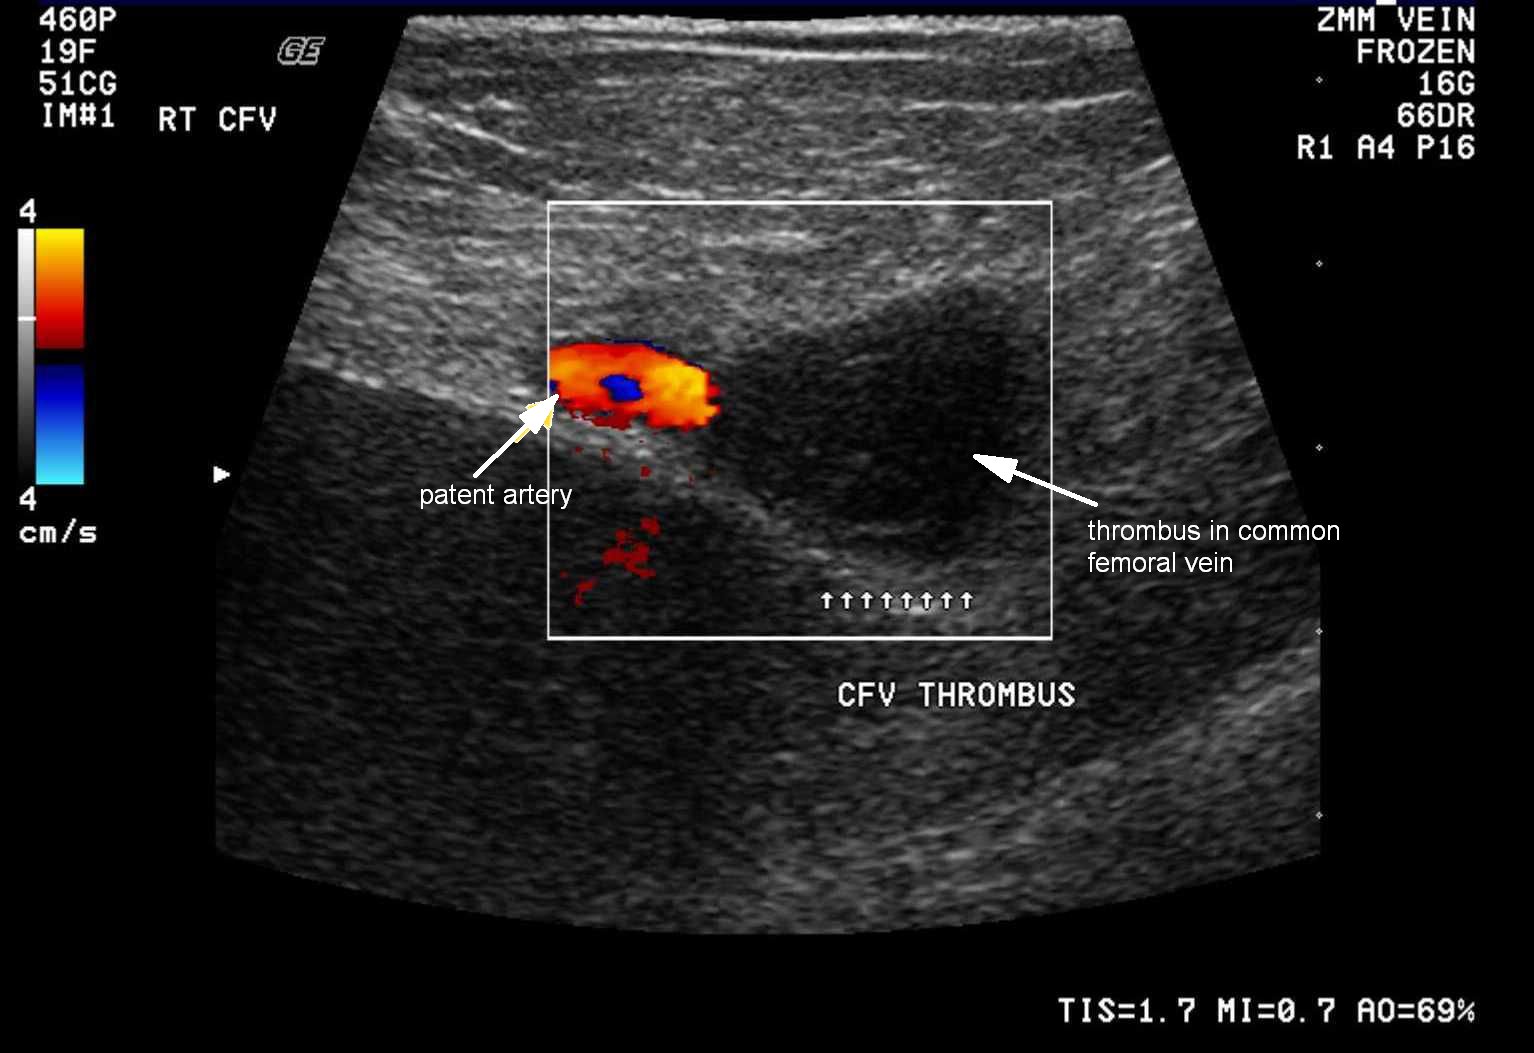 460P
19F
51CG
IM#1
RT CFV
GE
ZMM VEIN
FROZEN
16G
66DR
R1 A4 P16
4
4
cm/s
patent artery
thrombus in common
femoral vein
↑↑↑↑↑↑↑↑
CFV THROMBUS
TIS=1.7 MI=0.7 AO=69%